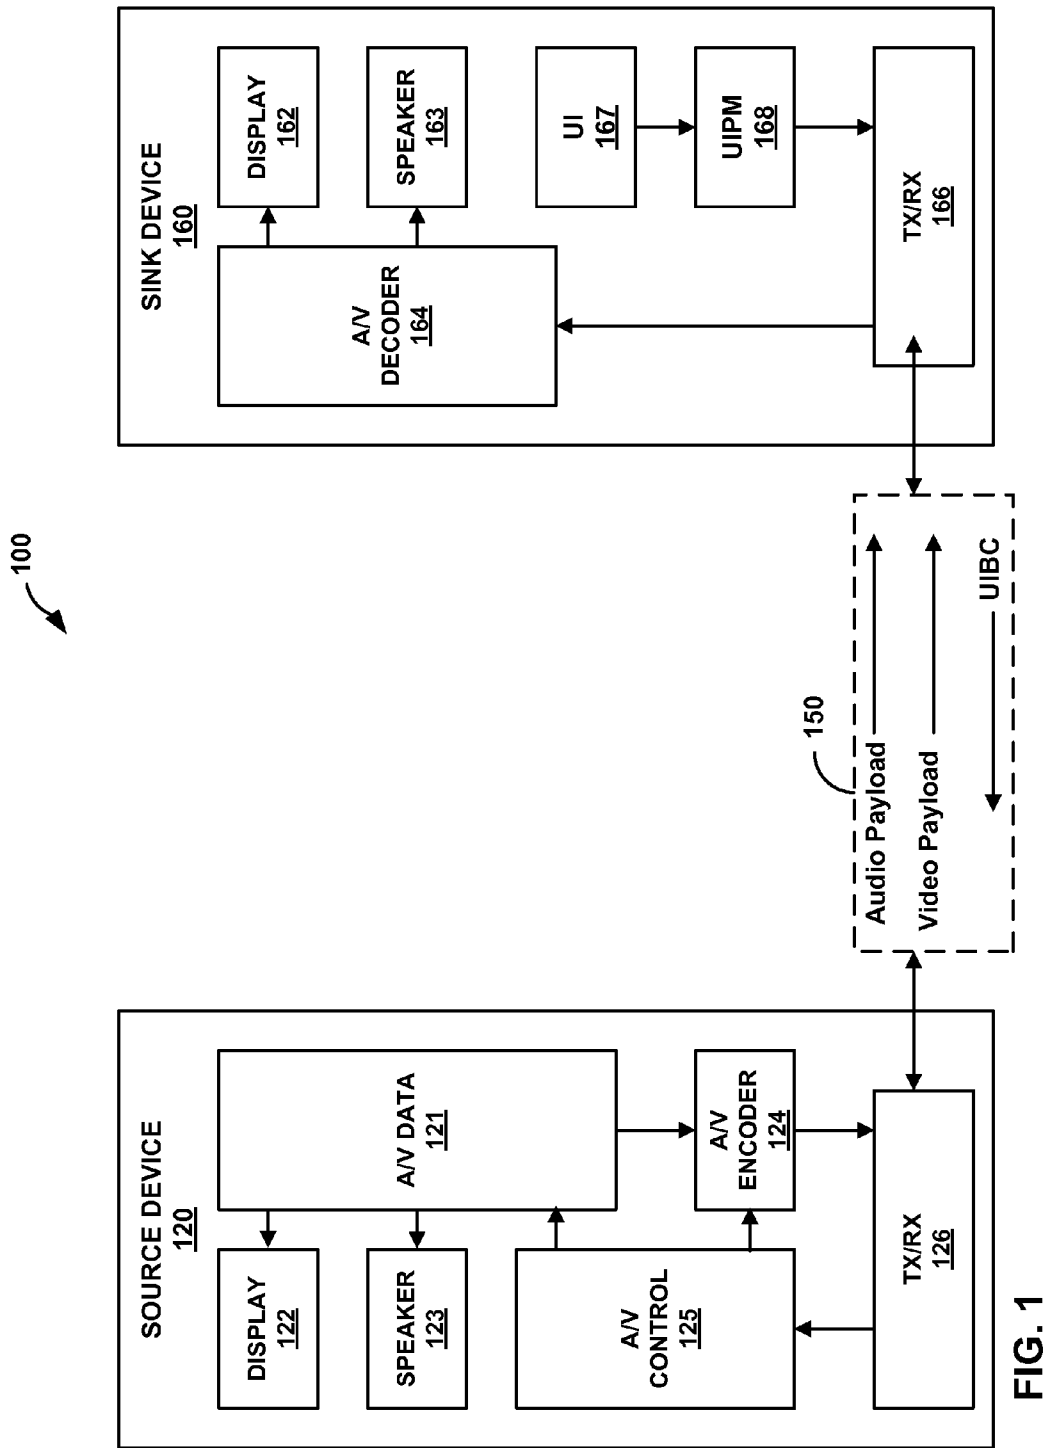 100
SOURCE DEVICE
120
DISPLAY
122
SPEAKER
123
A/V DATA
121
A/V
CONTROL
125
A/V
ENCODER
124
TX/RX
126
150
Audio Payload
Video Payload
UIBC
SINK DEVICE
160
A/V
DECODER
164
DISPLAY
162
SPEAKER
163
UI
167
UIPM
168
TX/RX
166
FIG. 1